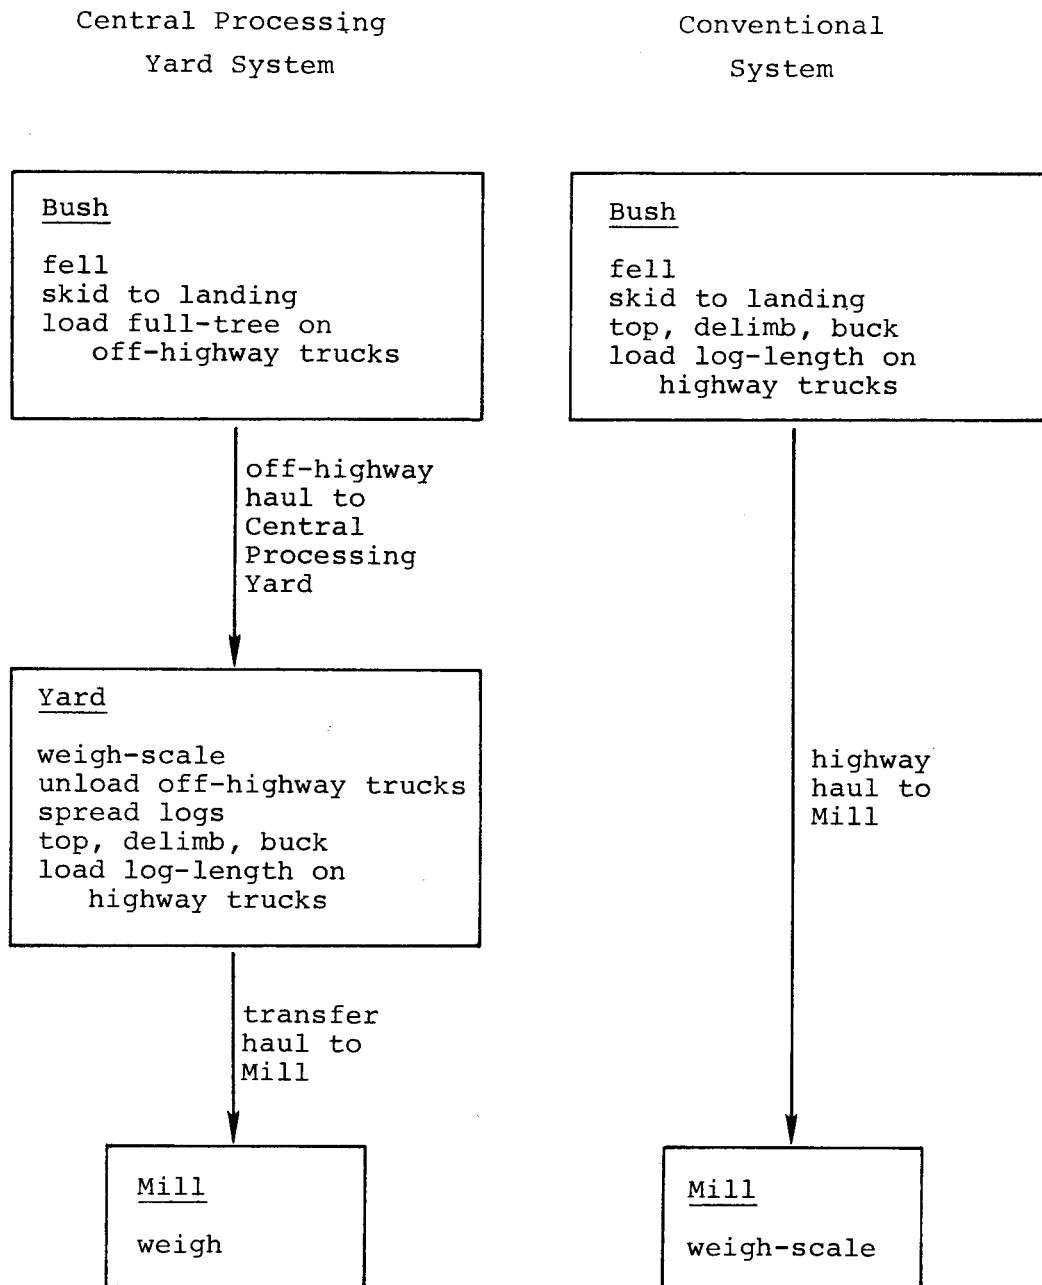 Central Processing
Yard System
Bush
fell
skid to landing
load full-tree on
off-highway trucks
off-highway
haul to
Central
Processing
Yard
Yard
weigh-scale
unload off-highway trucks
spread logs
top, delimb, buck
load log-length on
highway trucks
transfer
haul to
Mill
Mill
weigh
Conventional
System
Bush
fell
skid to landing
top, delimb, buck
load log-length on
highway trucks
highway
haul to
Mill
Mill
weigh-scale